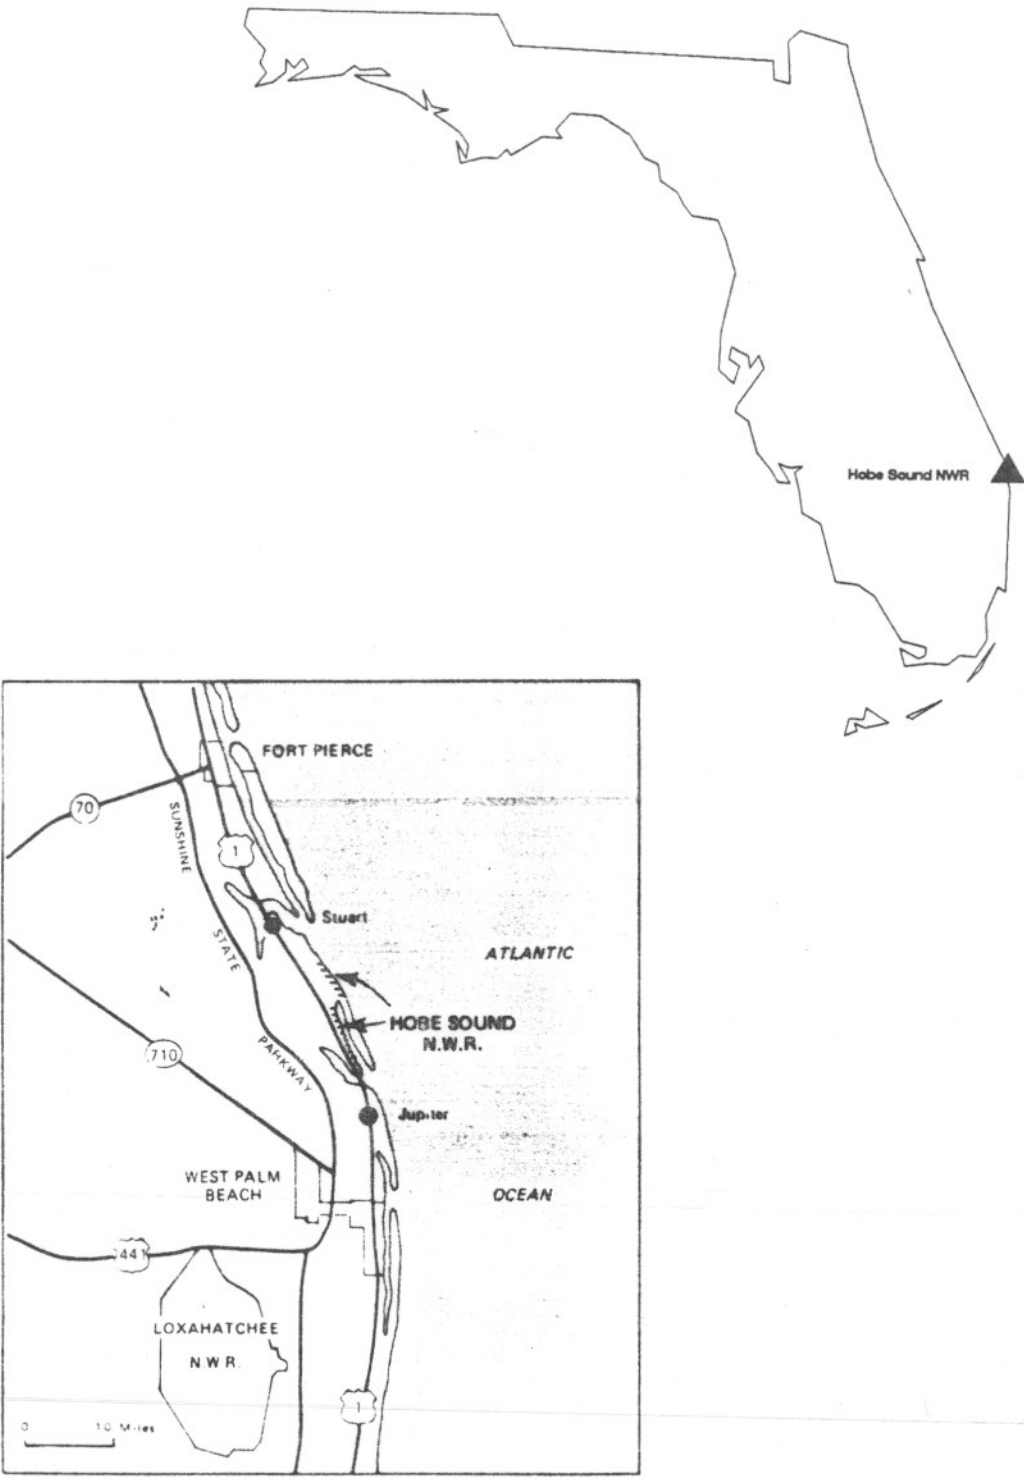 Hobe Sound NWR
FORT PIERCE
70
SUNSHINE
1
Stuart
STATE
ATLANTIC
HOBE SOUND
N.W.R.
710
PARKWAY
Jupiter
WEST PALM
BEACH
OCEAN
441
LOXAHATCHEE
N.W.R.
1
0 10 Miles